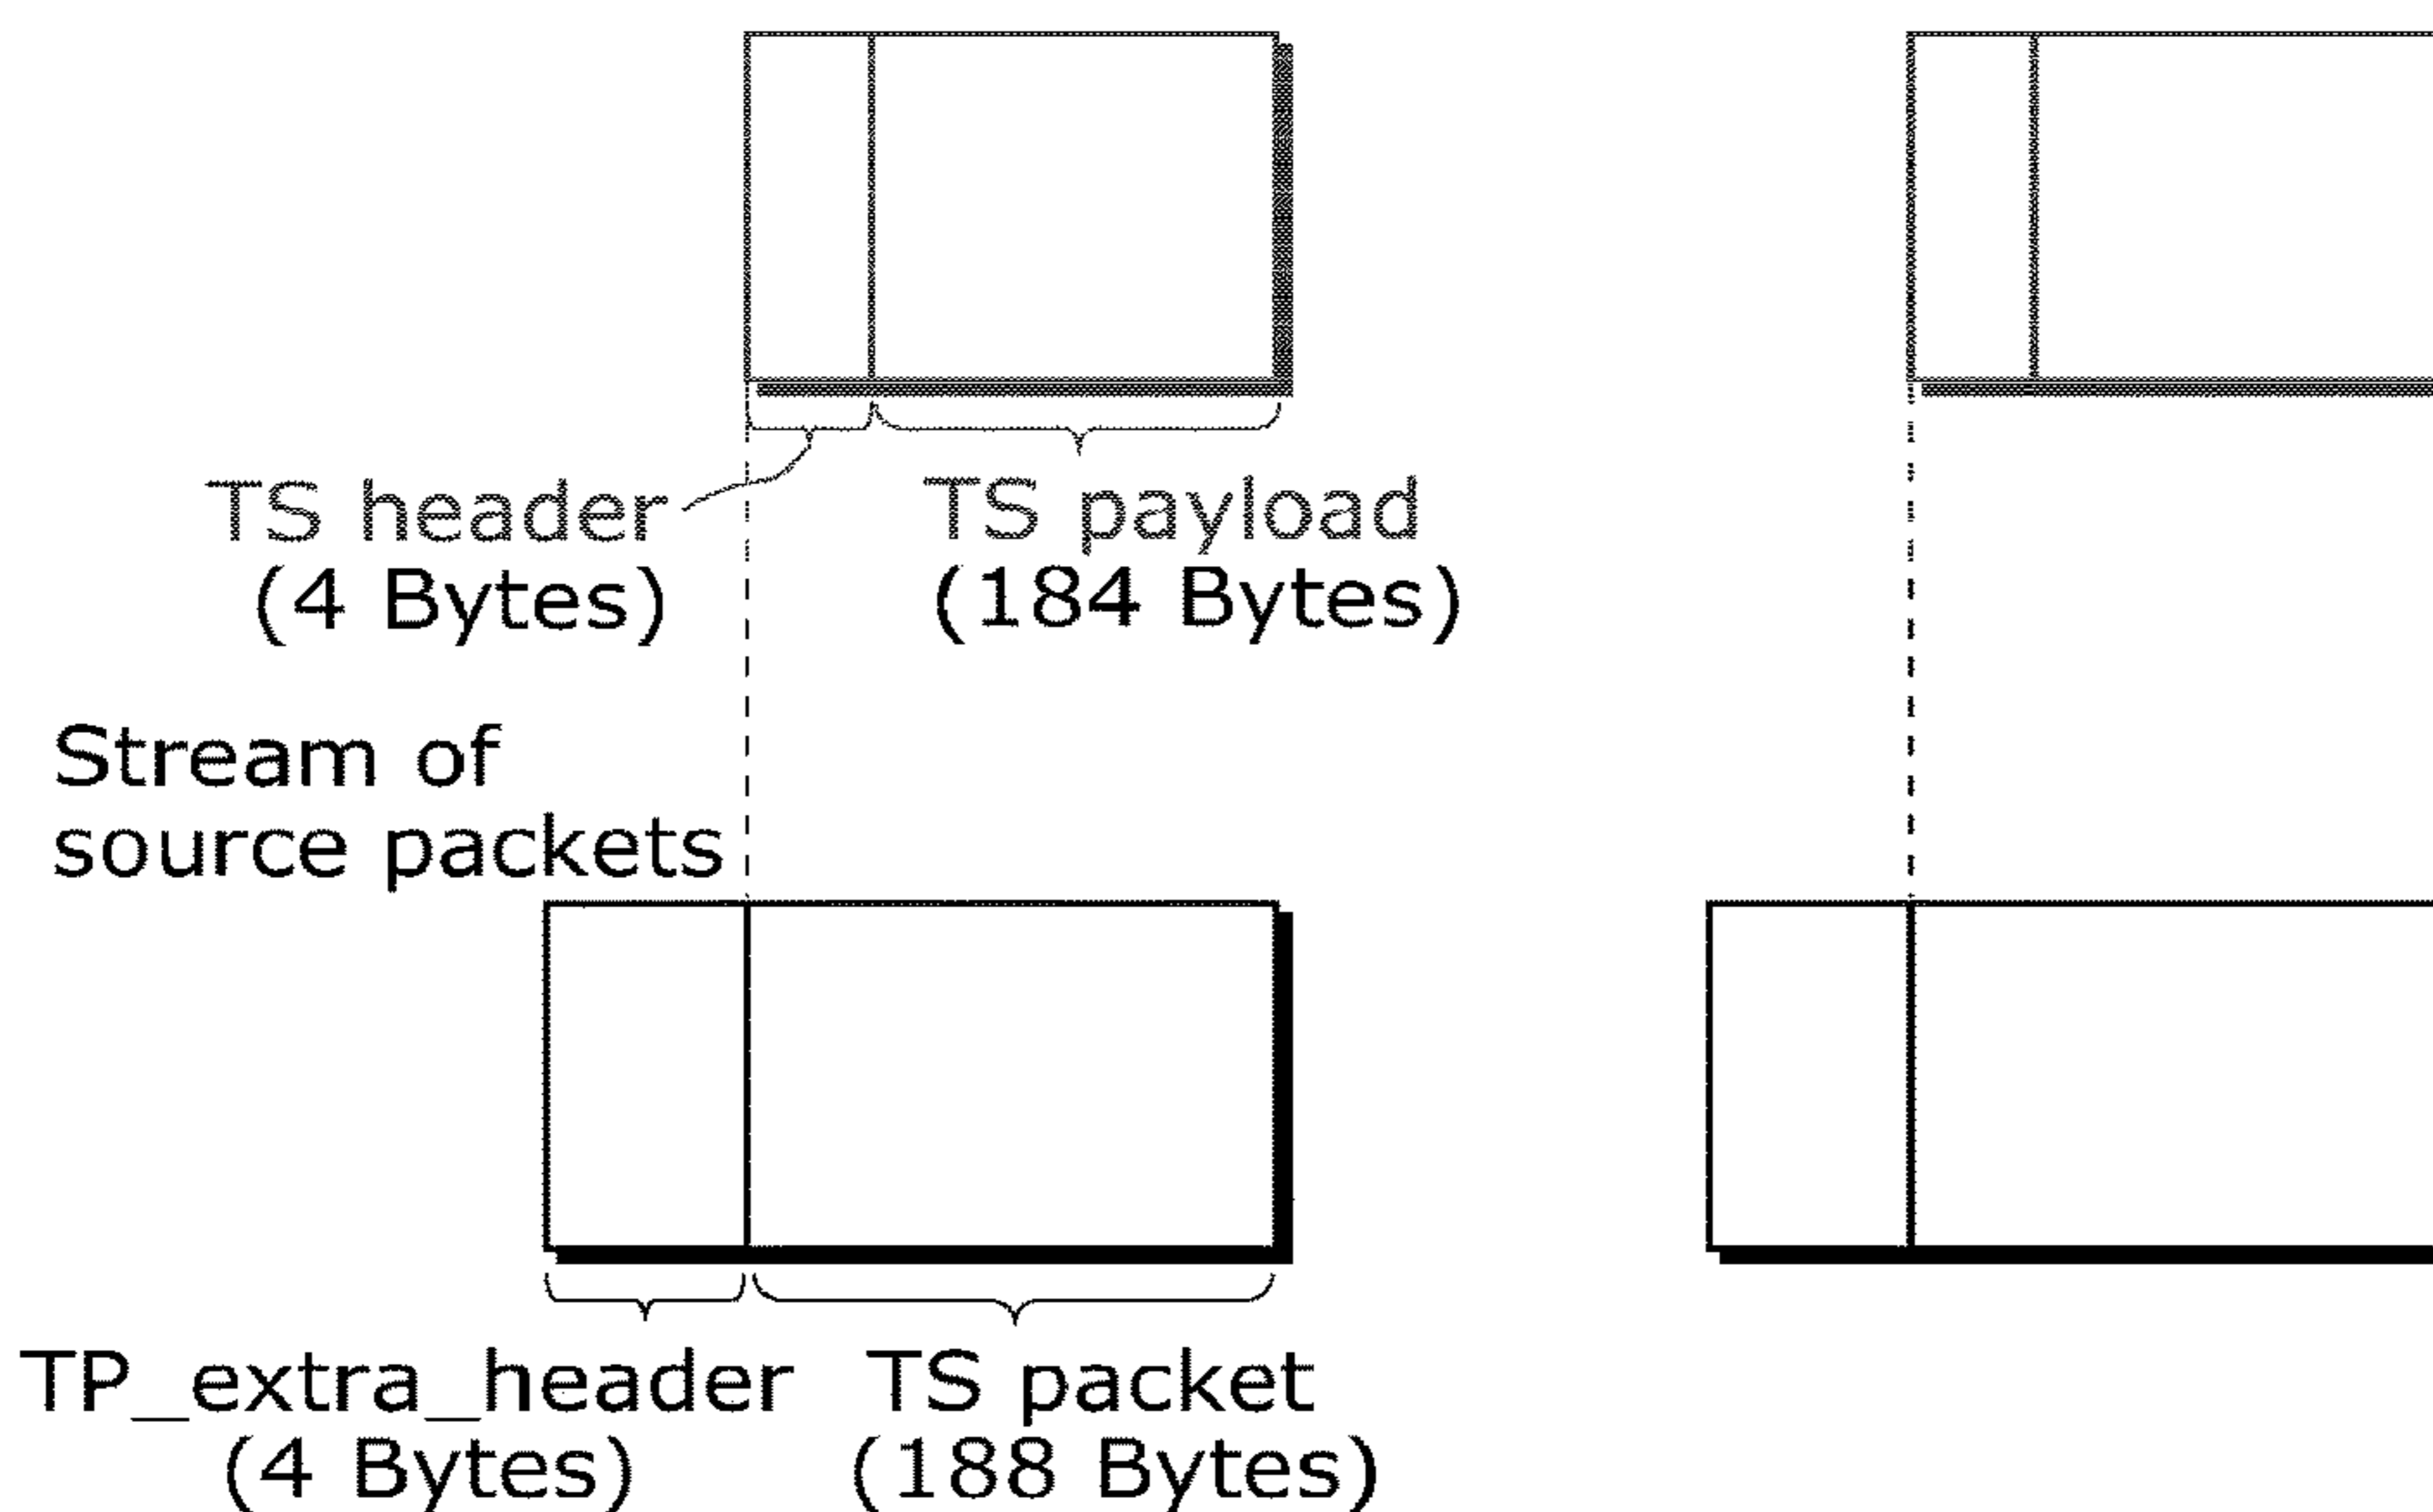 TS header
(4 Bytes)
TS payload
(184 Bytes)
Stream of
source packets
TP_extra_header
(4 Bytes)
TS packet
(188 Bytes)